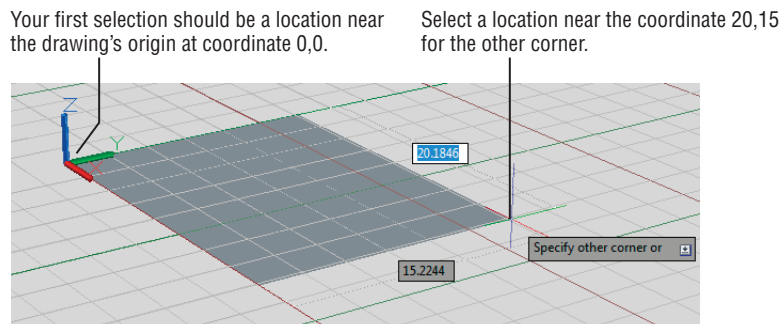 Your first selection should be a location near
the drawing’s origin at coordinate 0,0.
Select a location near the coordinate 20,15
for the other corner.
Z
Y
X
20.1846
Specify other corner or
15.2244